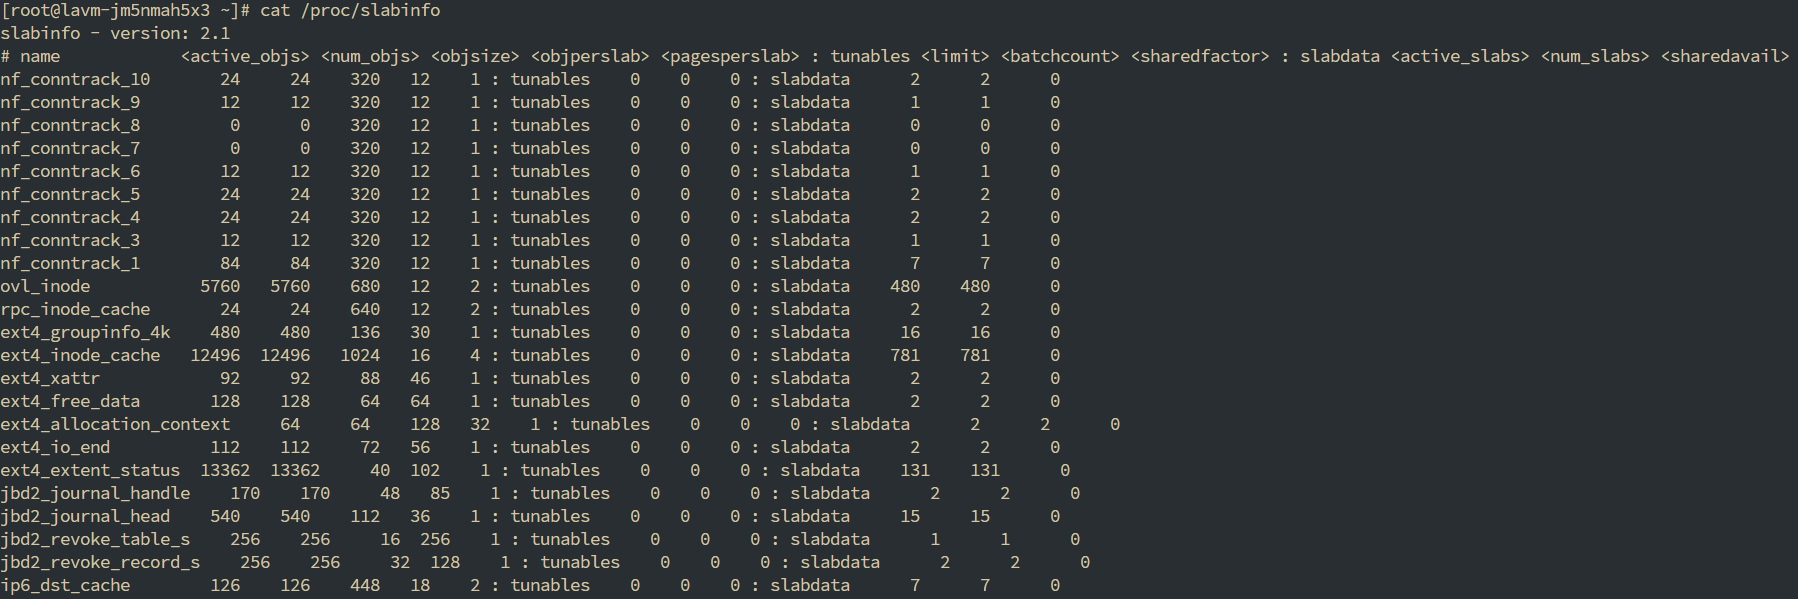 [root@lavm-jm5nmah5x3 ~]# cat /proc/slabinfo
slabinfo - version: 2.1
# name            <active_objs> <num_objs> <objsize> <objperslab> <pagesperslab> : tunables <limit> <batchcount> <sharedfactor> : slabdata <active_slabs> <num_slabs> <sharedavail>
nf_conntrack_10       24     24    320   12    1 : tunables    0    0    0 : slabdata      2      2      0
nf_conntrack_9        12     12    320   12    1 : tunables    0    0    0 : slabdata      1      1      0
nf_conntrack_8         0      0    320   12    1 : tunables    0    0    0 : slabdata      0      0      0
nf_conntrack_7         0      0    320   12    1 : tunables    0    0    0 : slabdata      0      0      0
nf_conntrack_6        12     12    320   12    1 : tunables    0    0    0 : slabdata      1      1      0
nf_conntrack_5        24     24    320   12    1 : tunables    0    0    0 : slabdata      2      2      0
nf_conntrack_4        24     24    320   12    1 : tunables    0    0    0 : slabdata      2      2      0
nf_conntrack_3        12     12    320   12    1 : tunables    0    0    0 : slabdata      1      1      0
nf_conntrack_1        84     84    320   12    1 : tunables    0    0    0 : slabdata      7      7      0
ovl_inode           5760   5760    680   12    2 : tunables    0    0    0 : slabdata    480    480      0
rpc_inode_cache       24     24    640   12    2 : tunables    0    0    0 : slabdata      2      2      0
ext4_groupinfo_4k    480    480    136   30    1 : tunables    0    0    0 : slabdata     16     16      0
ext4_inode_cache   12496  12496   1024   16    4 : tunables    0    0    0 : slabdata    781    781      0
ext4_xattr            92     92     88   46    1 : tunables    0    0    0 : slabdata      2      2      0
ext4_free_data       128    128     64   64    1 : tunables    0    0    0 : slabdata      2      2      0
ext4_allocation_context     64     64    128   32    1 : tunables    0    0    0 : slabdata      2      2      0
ext4_io_end          112    112     72   56    1 : tunables    0    0    0 : slabdata      2      2      0
ext4_extent_status  13362  13362     40  102    1 : tunables    0    0    0 : slabdata    131    131      0
jbd2_journal_handle    170    170     48   85    1 : tunables    0    0    0 : slabdata      2      2      0
jbd2_journal_head    540    540    112   36    1 : tunables    0    0    0 : slabdata     15     15      0
jbd2_revoke_table_s    256    256     16  256    1 : tunables    0    0    0 : slabdata      1      1      0
jbd2_revoke_record_s    256    256     32  128    1 : tunables    0    0    0 : slabdata      2      2      0
ip6_dst_cache        126    126    448   18    2 : tunables    0    0    0 : slabdata      7      7      0